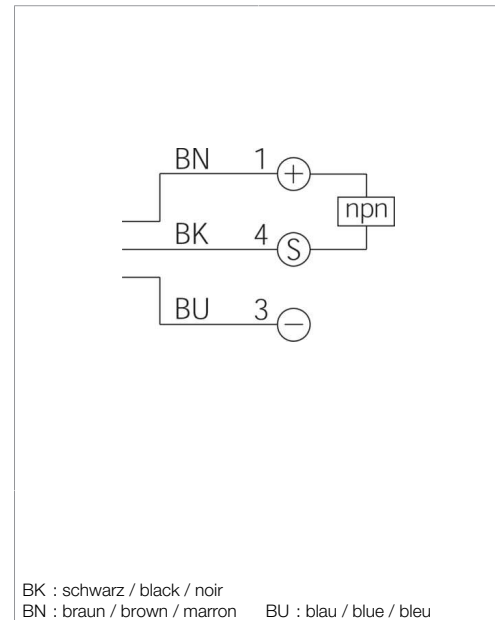 BN 1 +
npn
BK 4 S
BU 3 −
BK : schwarz / black / noir
BN : braun / brown / marron BU : blau / blue / bleu